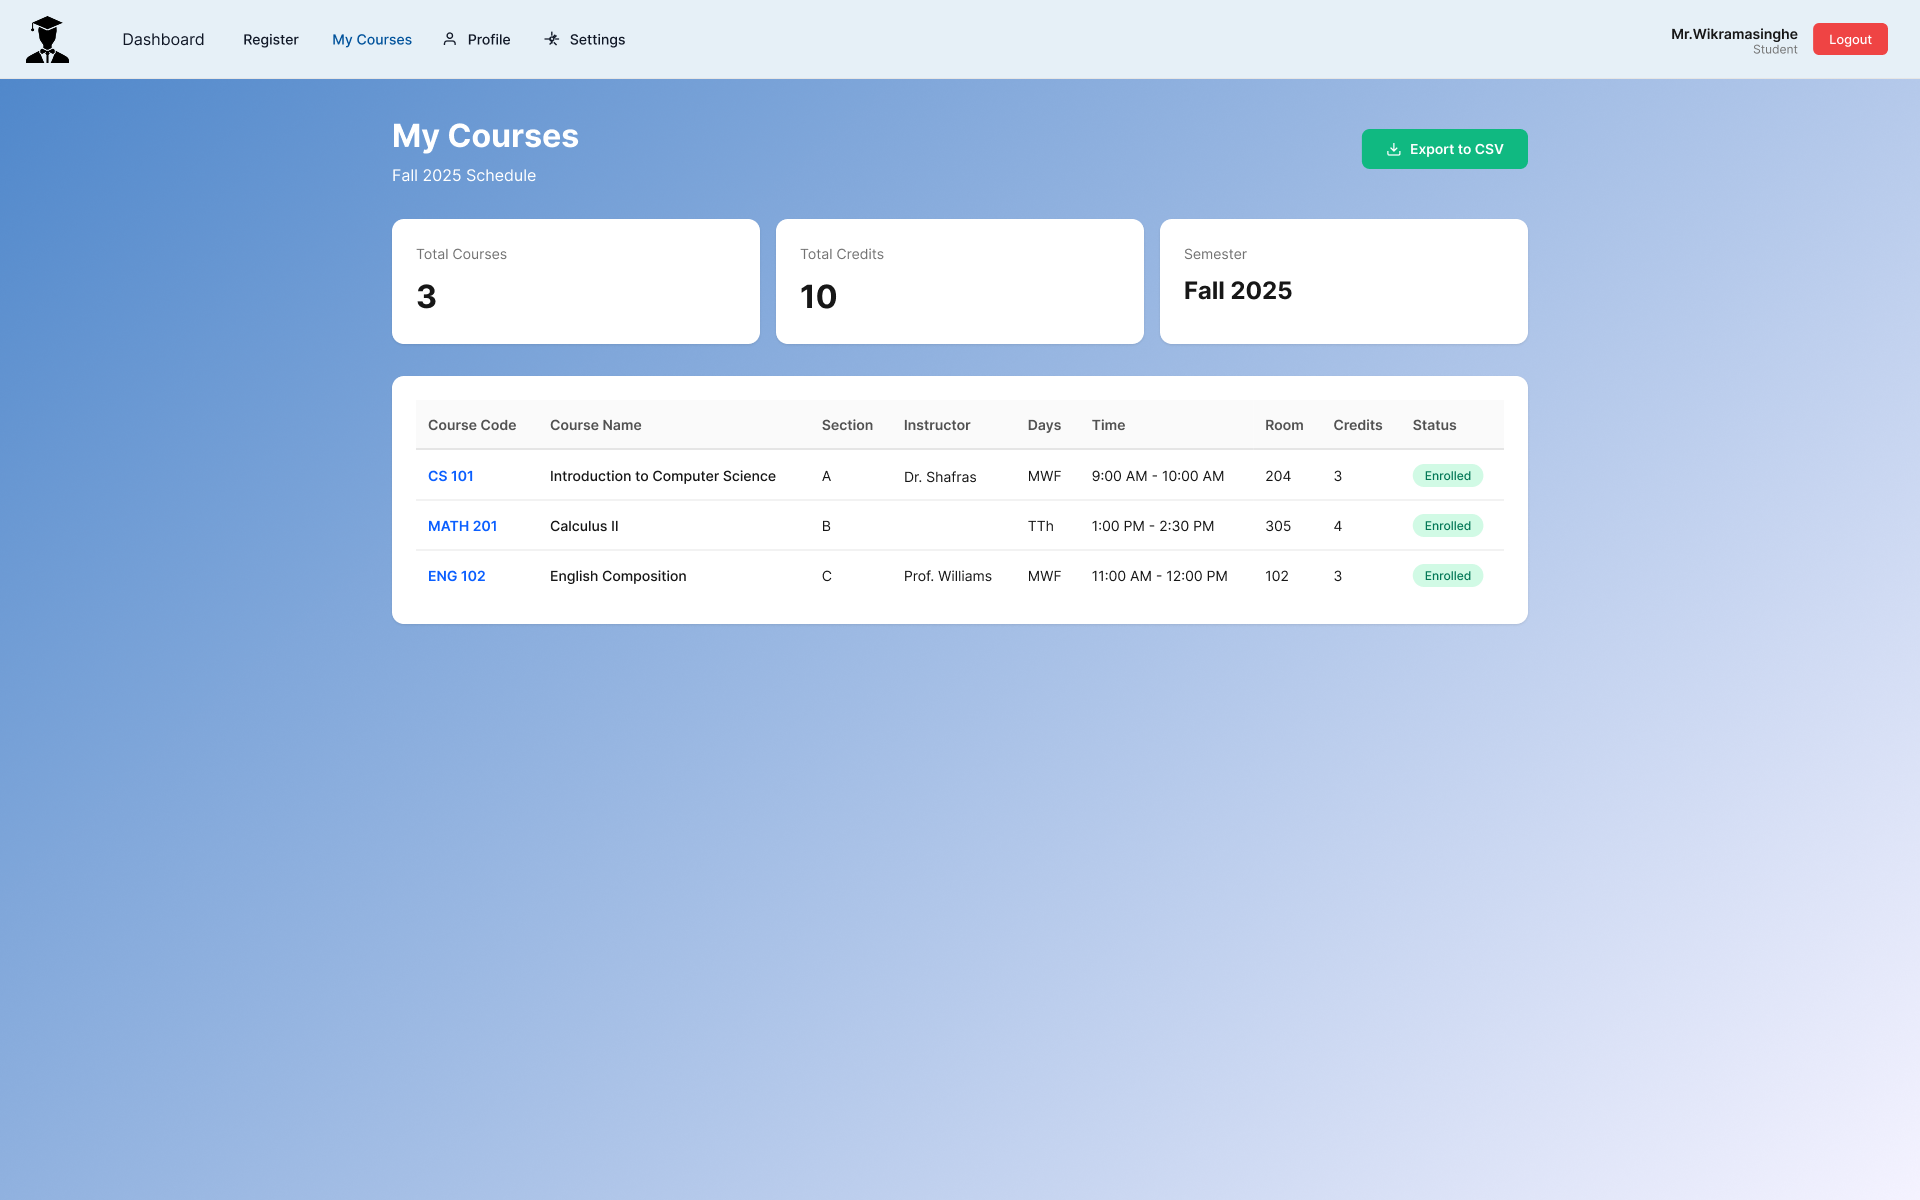 Dashboard Register My Courses Profile Settings
Mr.Wikramasinghe
Student
Logout
My Courses
Fall 2025 Schedule
Export to CSV
Total Courses
3
Total Credits
10
Semester
Fall 2025
Course Code Course Name Section Instructor Days Time Room Credits Status
CS 101 Introduction to Computer Science A Dr. Shafras MWF 9:00 AM - 10:00 AM 204 3 Enrolled
MATH 201 Calculus II B TTh 1:00 PM - 2:30 PM 305 4 Enrolled
ENG 102 English Composition C Prof. Williams MWF 11:00 AM - 12:00 PM 102 3 Enrolled